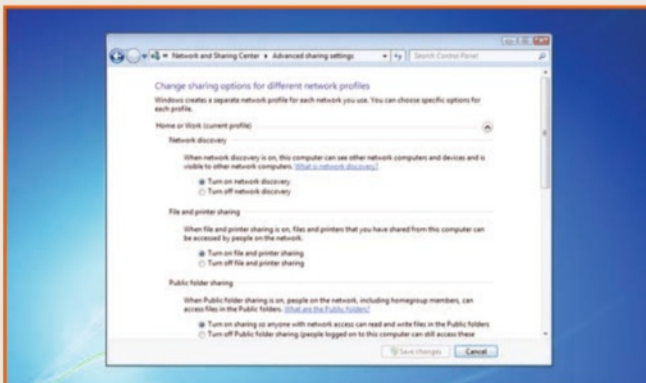 Network and Sharing Center Advanced sharing settings Search Control Panel
Change sharing options for different network profiles
Windows creates a separate network profile for each network you use. You can choose specific options for
each profile.
Home or Work (current profile)
Network discovery
When network discovery is on, this computer can see other network computers and devices and is
visible to other network computers. What is network discovery?
Turn on network discovery
Turn off network discovery
File and printer sharing
When file and printer sharing is on, files and printers that you have shared from this computer can
be accessed by people on the network.
Turn on file and printer sharing
Turn off file and printer sharing
Public folder sharing
When Public folder sharing is on, people on the network, including homegroup members, can
access files in the Public folders. What are the Public folders?
Turn on sharing so anyone with network access can read and write files in the Public folders
Turn off Public folder sharing (people logged on to this computer can still access these
Save changes Cancel